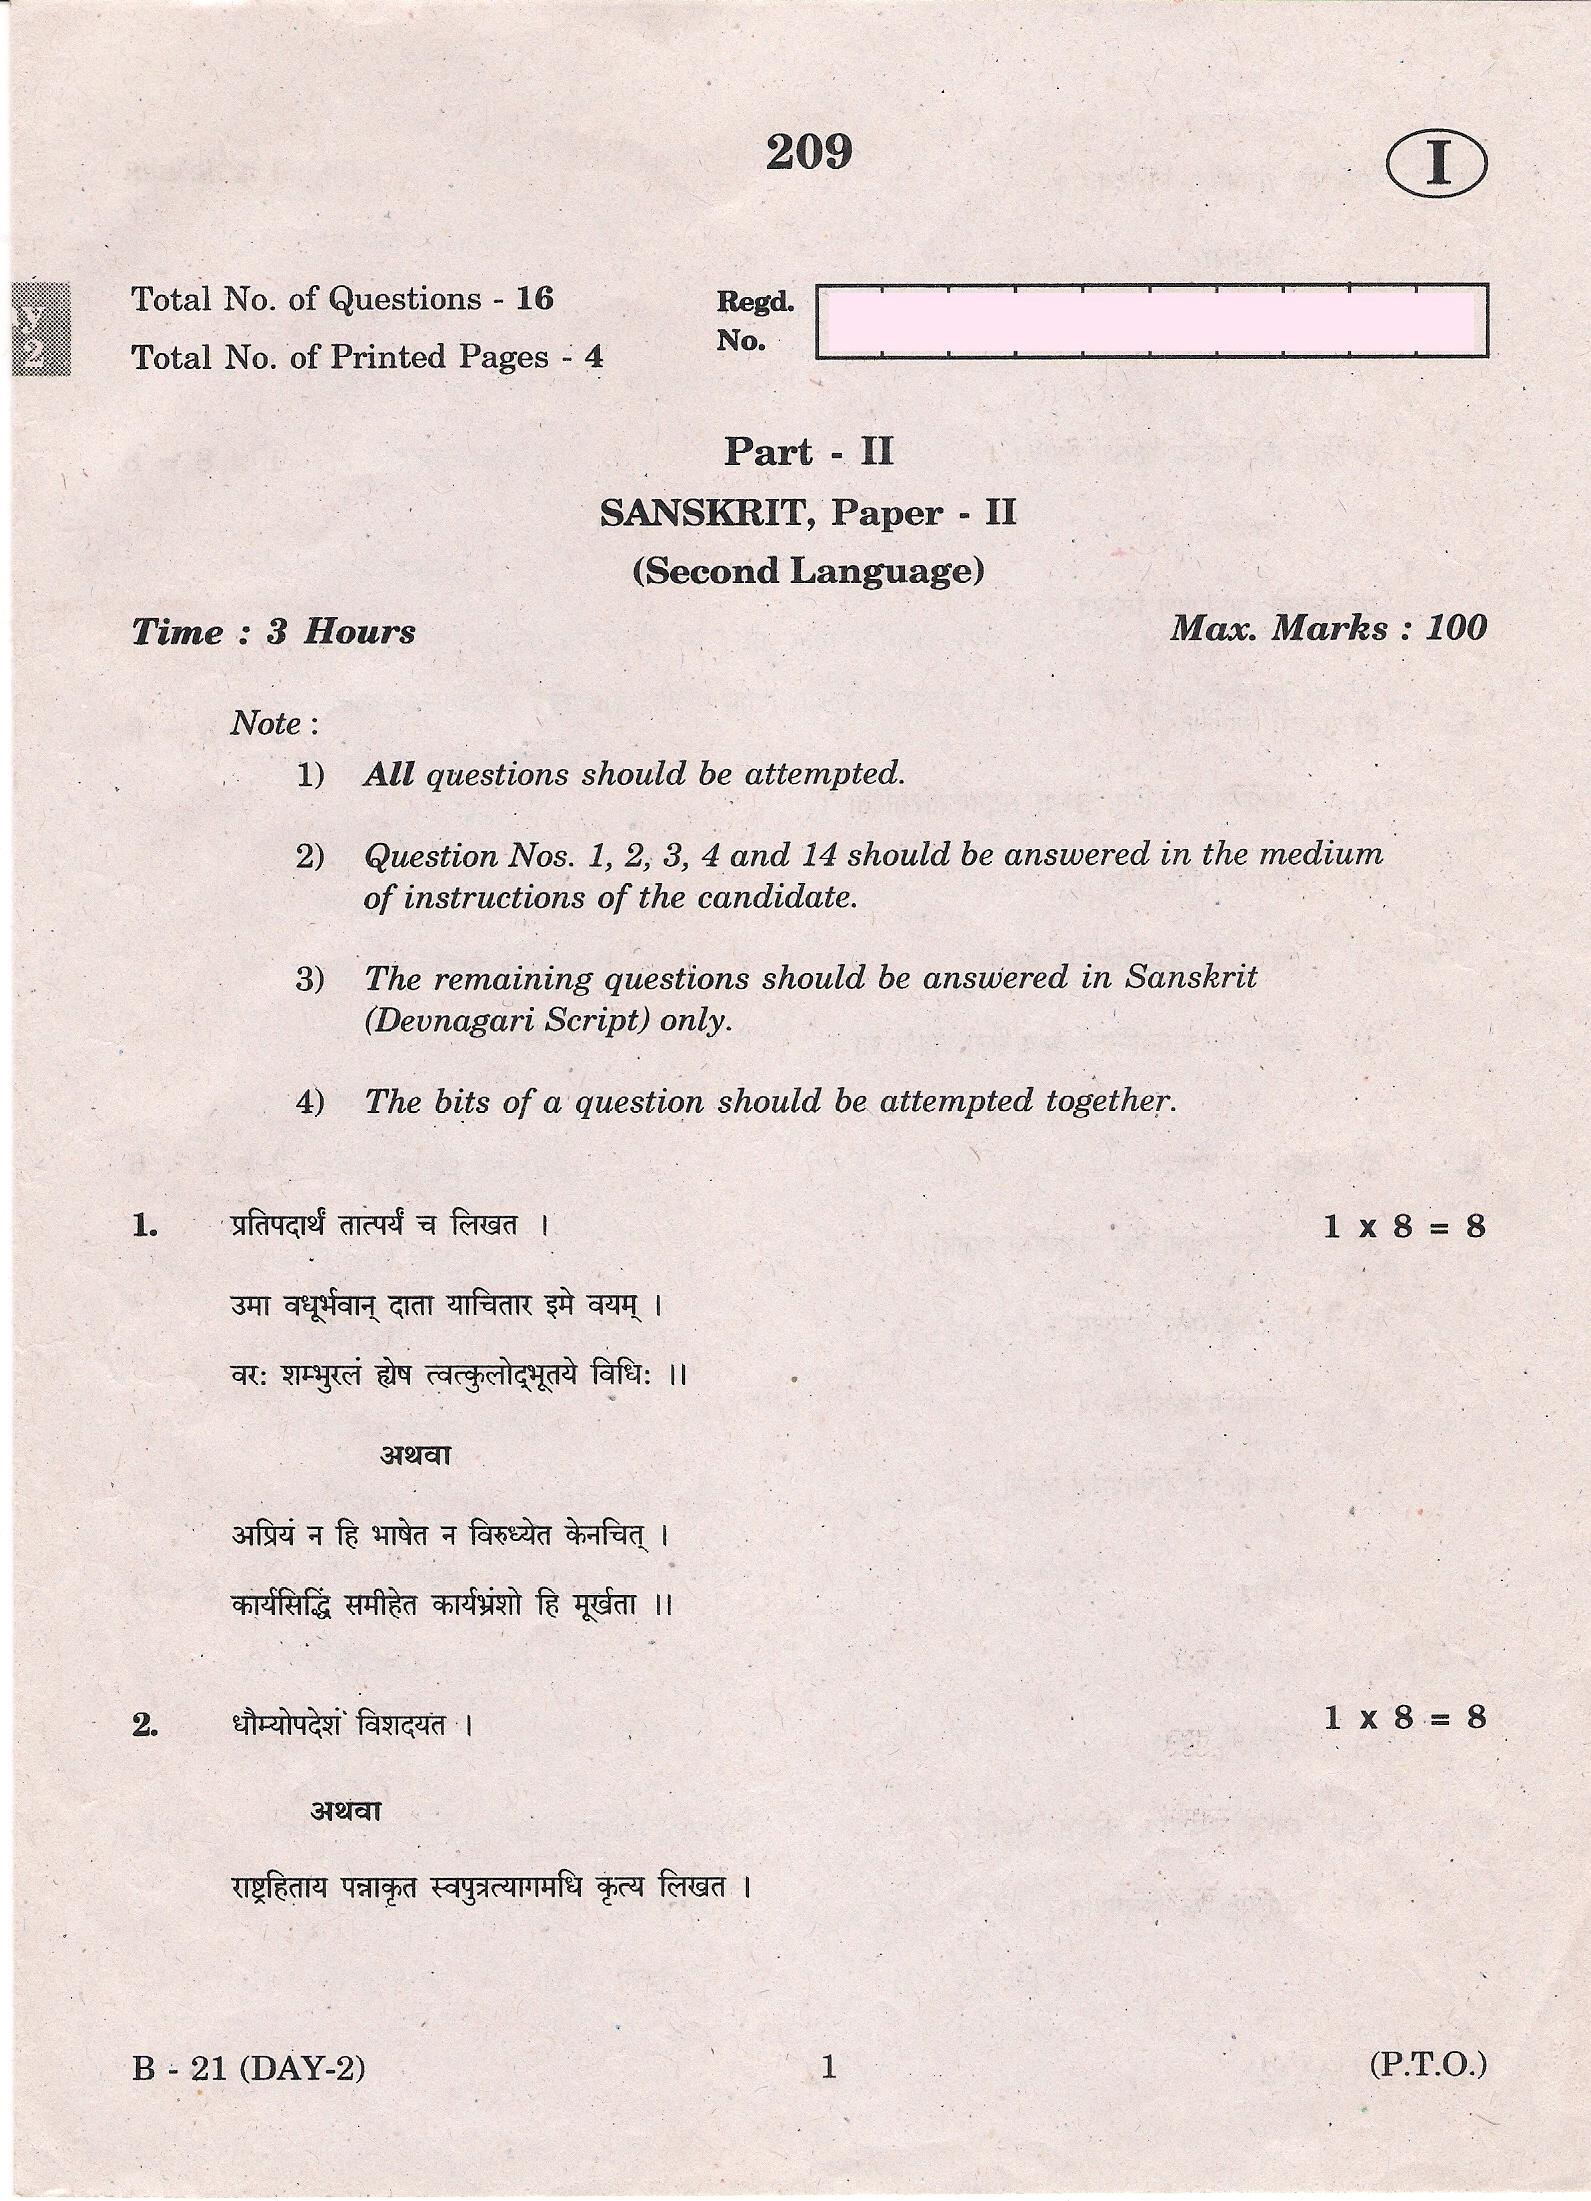 209
I
y
2
Total No. of Questions - 16
Regd.
No.
Total No. of Printed Pages - 4
Part - II
SANSKRIT, Paper - II
(Second Language)
Time : 3 Hours
Max. Marks : 100
Note :
1) All questions should be attempted.
2) Question Nos. 1, 2, 3, 4 and 14 should be answered in the medium
of instructions of the candidate.
3) The remaining questions should be answered in Sanskrit
(Devnagari Script) only.
4) The bits of a question should be attempted together.
1. प्रतिपदार्थं तात्पर्यं च लिखत । 1 x 8 = 8
उमा वधूर्भवान् दाता याचितार इमे वयम् ।
वरः शम्भुरलं ह्येष त्वत्कुलोद्भूतये विधिः ।।
अथवा
अप्रियं न हि भाषेत न विरुध्येत केनचित् ।
कार्यसिद्धिं समीहेत कार्यभ्रंशो हि मूर्खता ।।
2. धौम्योपदेशं विशदयत । 1 x 8 = 8
अथवा
राष्ट्रहिताय पन्नाकृत स्वपुत्रत्यागमधि कृत्य लिखत ।
B - 21 (DAY-2)
1
(P.T.O.)